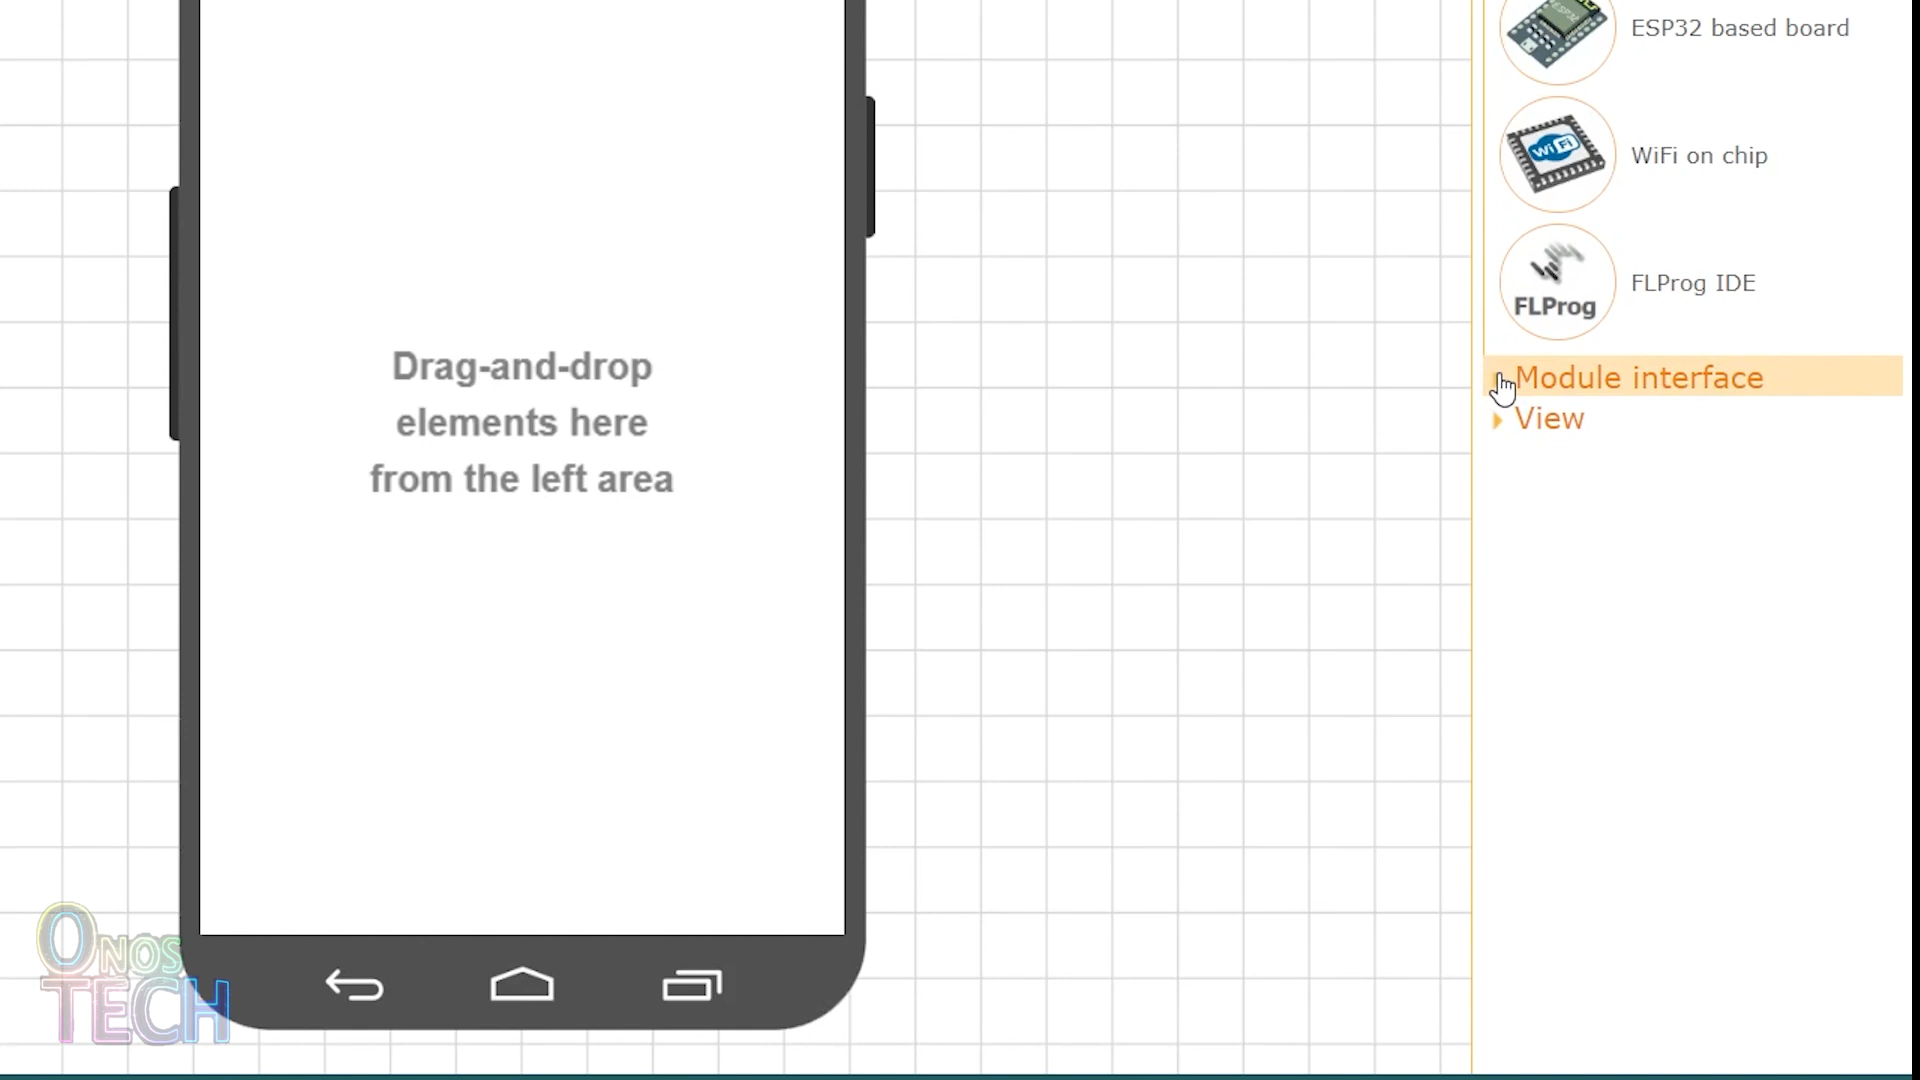 ESP32 based board
WiFi on chip
WiFi
FLProg
FLProg IDE
Module interface
View
Drag-and-drop
elements here
from the left area
ONOS
TECH